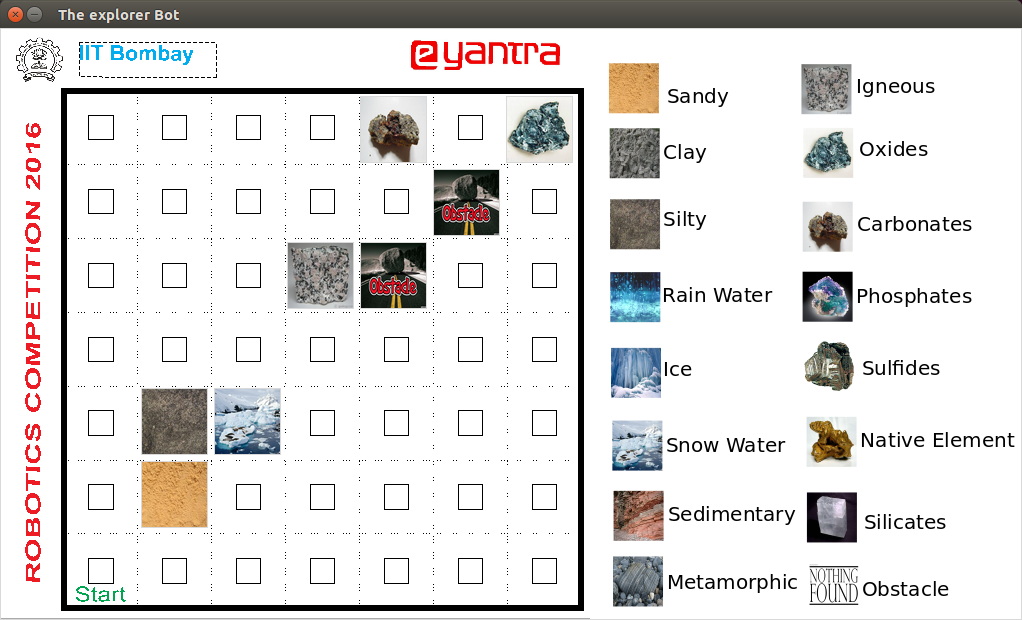 The explorer Bot
IIT Bombay
e yantra
ROBOTICS COMPETITION 2016
Obstacle
Obstacle
Start
Sandy
Igneous
Clay
Oxides
Silty
Carbonates
Rain Water
Phosphates
Ice
Sulfides
Snow Water
Native Element
Sedimentary
Silicates
Metamorphic
NOTHING
FOUND
Obstacle